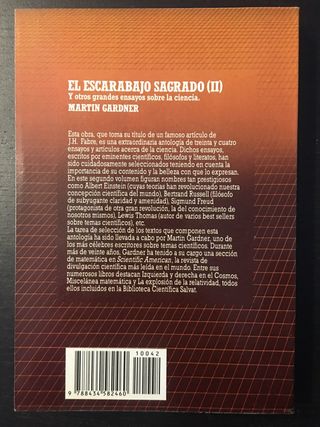 EL ESCARABAJO SAGRADO (II)
Y otros grandes ensayos sobre la ciencia.
MARTIN GARDNER
Esta obra, que toma su título de un famoso artículo de
J.H. Fabre, es una extraordinaria antología de treinta y cuatro
ensayos y artículos acerca de la ciencia. Dichos ensayos,
escritos por eminentes científicos, filósofos y literatos, han
sido cuidadosamente seleccionados teniendo en cuenta la
importancia de su contenido y la belleza con que lo expresan.
En este segundo volumen figuran nombres tan prestigiosos
como Albert Einstein (cuyas teorías han revolucionado nuestra
concepción científica del mundo), Bertrand Russell (filósofo
de subyugante claridad y amenidad), Sigmund Freud
(protagonista de otra gran revolución, la del conocimiento de
nosotros mismos), Lewis Thomas (autor de varios best sellers
sobre temas científicos), etc.
La tarea de selección de los textos que componen esta
antología ha sido llevada a cabo por Martin Gardner, uno de
los más célebres escritores sobre temas científicos. Durante
más de veinte años, Gardner ha tenido a su cargo una sección
de matemática en Scientific American, la revista de
divulgación científica más leída en el mundo. Entre sus
numerosos libros destacan Izquierda y derecha en el Cosmos,
Miscelánea matemática y La explosión de la relatividad, todos
ellos incluidos en la Biblioteca Científica Salvat.
10042
9 788434 582460